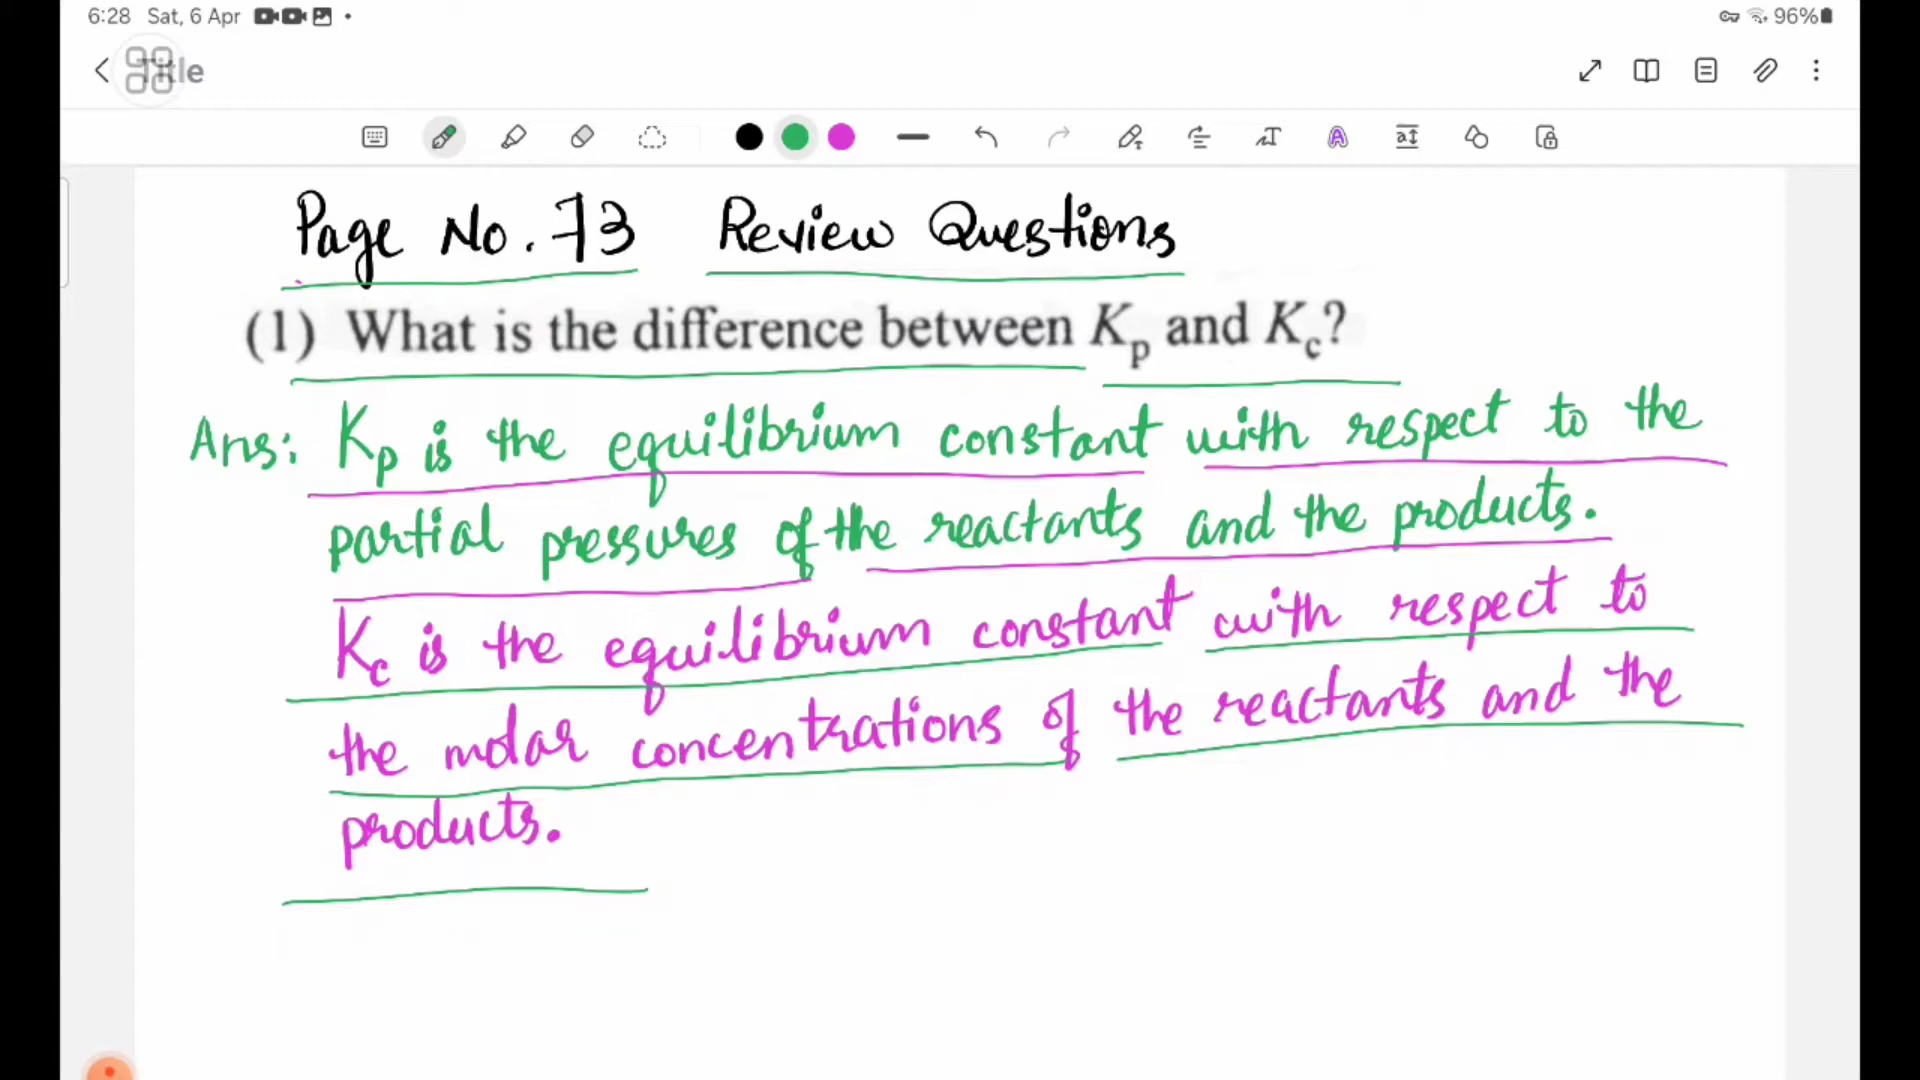 6:28 Sat, 6 Apr
96%
Title
Page No. 73 Review Questions
(1) What is the difference between Kp and Kc?
Ans: Kp is the equilibrium constant with respect to the
partial pressures of the reactants and the products.
Kc is the equilibrium constant with respect to
the molar concentrations of the reactants and the
products.